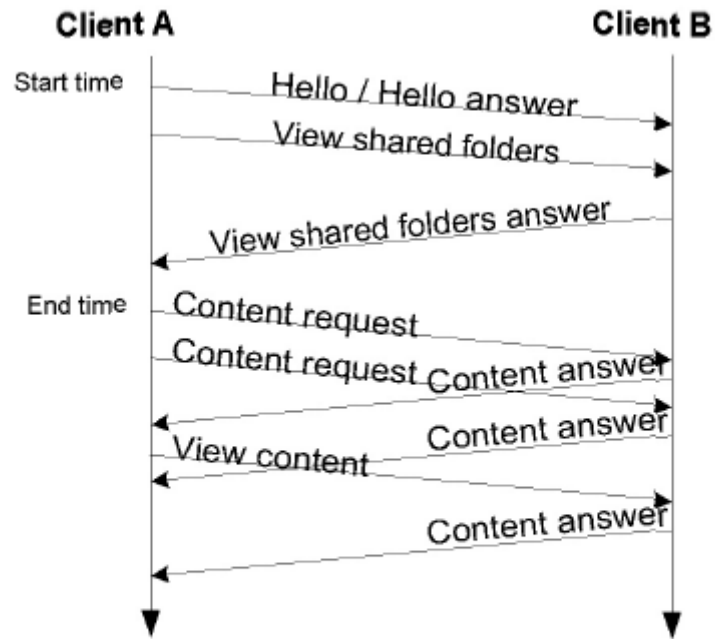 Client A
Client B
Start time
Hello / Hello answer
View shared folders
View shared folders answer
End time
Content request
Content request
Content answer
Content answer
View content
Content answer